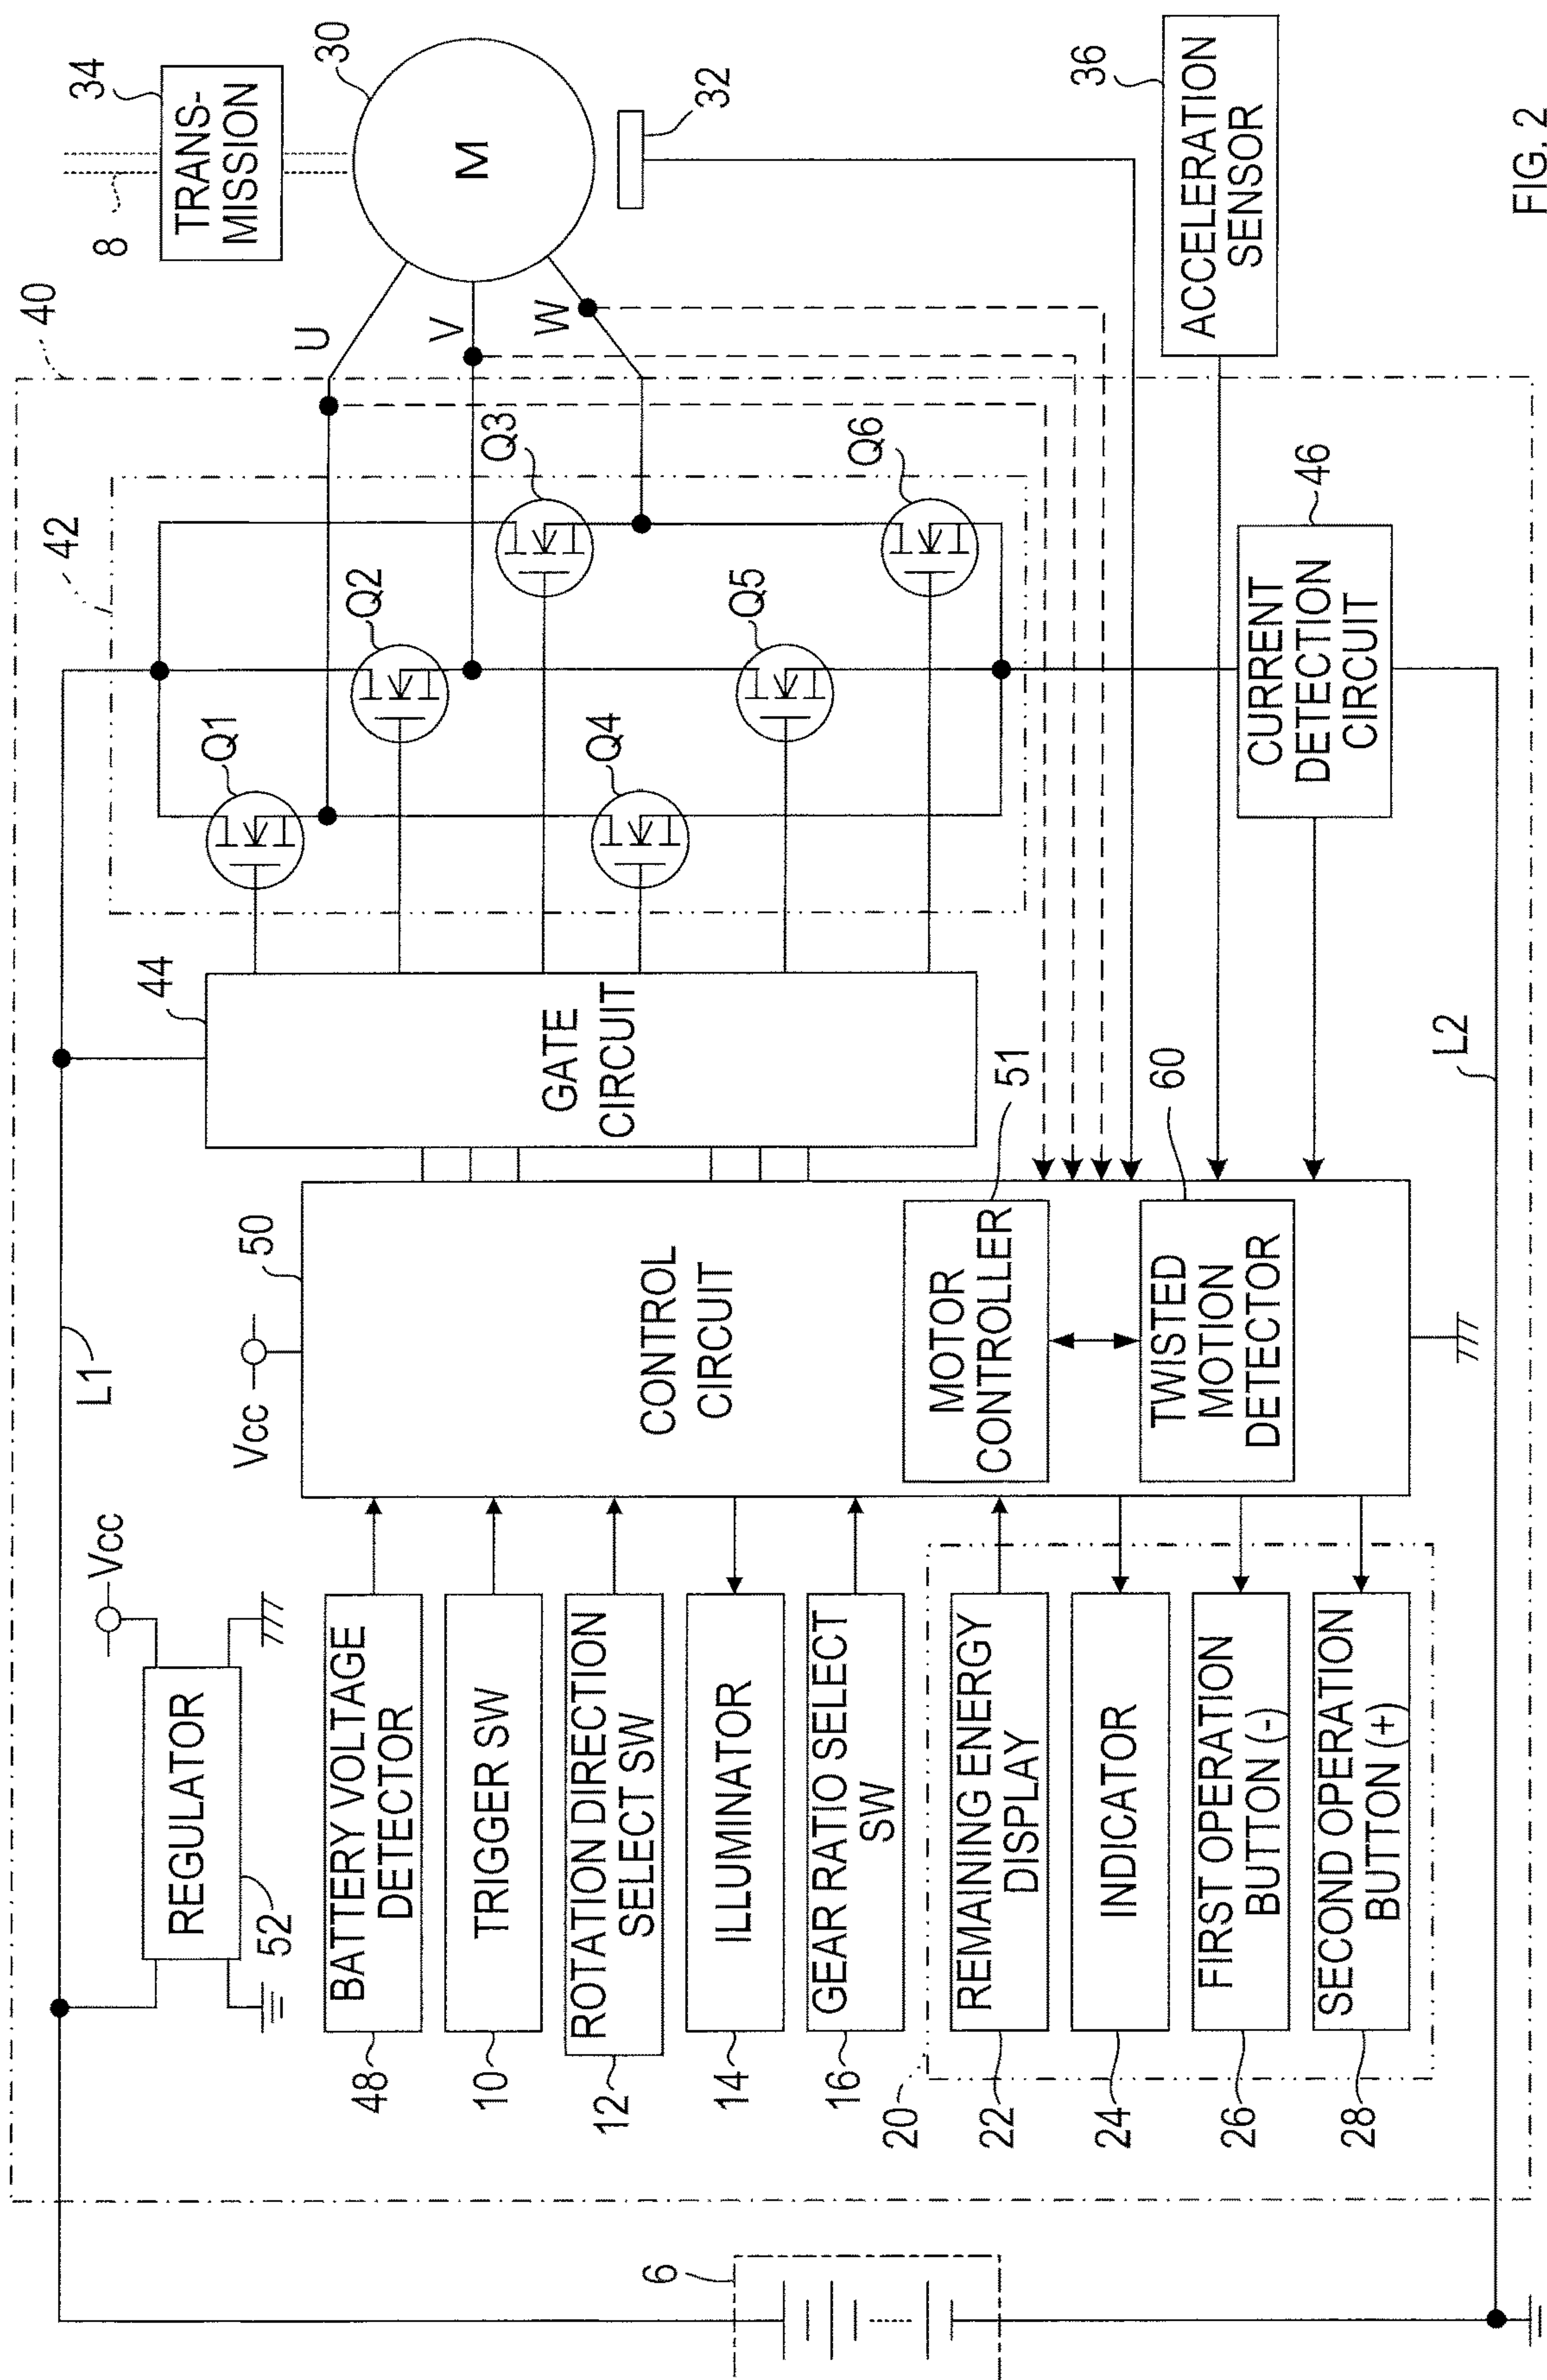 40
8
34
TRANS-
MISSION
30
M
32
36
ACCELERATION
SENSOR
U
V
W
42
Q1
Q2
Q3
Q4
Q5
Q6
44
GATE
CIRCUIT
46
CURRENT
DETECTION
CIRCUIT
L1
L2
Vcc
50
CONTROL
CIRCUIT
51
MOTOR
CONTROLLER
60
TWISTED
MOTION
DETECTOR
Vcc
REGULATOR
52
BATTERY VOLTAGE
DETECTOR
48
TRIGGER SW
10
ROTATION DIRECTION
SELECT SW
12
ILLUMINATOR
14
GEAR RATIO SELECT
SW
16
20
REMAINING ENERGY
DISPLAY
22
INDICATOR
24
FIRST OPERATION
BUTTON (-)
26
SECOND OPERATION
BUTTON (+)
28
6
FIG. 2